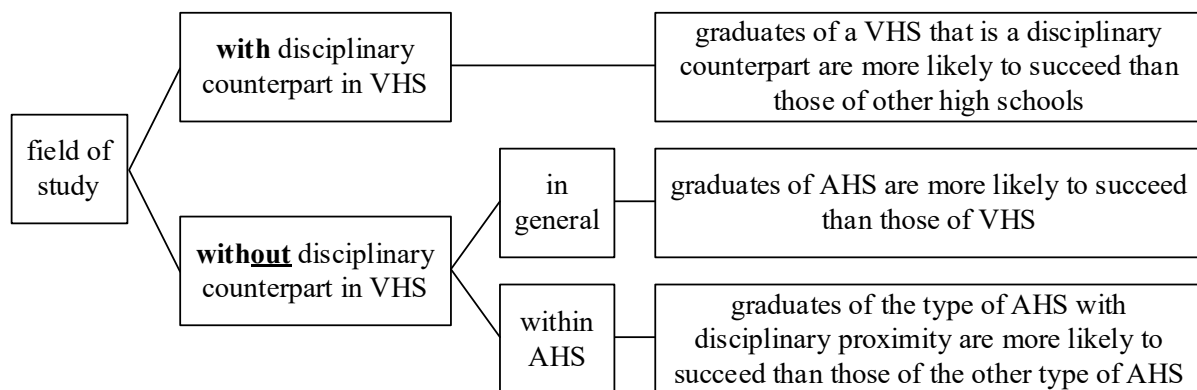 field of
study
with disciplinary
counterpart in VHS
graduates of a VHS that is a disciplinary
counterpart are more likely to succeed than
those of other high schools
without disciplinary
counterpart in VHS
in
general
graduates of AHS are more likely to succeed
than those of VHS
within
AHS
graduates of the type of AHS with
disciplinary proximity are more likely to
succeed than those of the other type of AHS